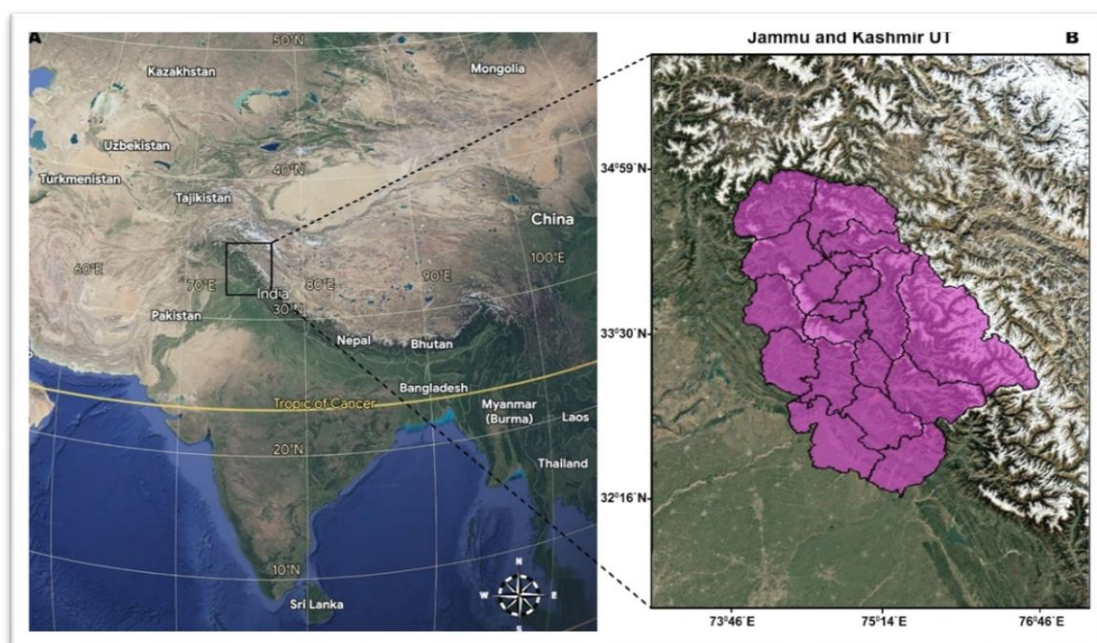 A
50°N
Kazakhstan
Mongolia
Uzbekistan
40°N
Turkmenistan
Tajikistan
China
60°E
70°E
80°E
90°E
100°E
India
30°N
Pakistan
Nepal
Bhutan
Bangladesh
Tropic of Cancer
Myanmar
(Burma)
Laos
20°N
Thailand
10°N
Sri Lanka
N
W
E
S
Jammu and Kashmir UT
B
34°59'N
33°30'N
32°16'N
73°46'E
75°14'E
76°46'E